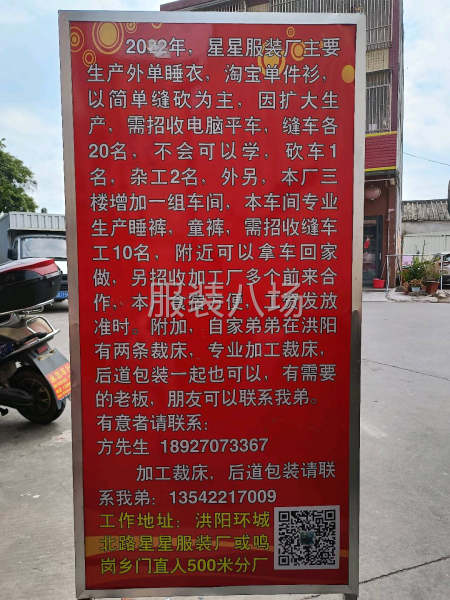 2022年，星星服装厂主要
生产外单睡衣，淘宝单件衫，
以简单缝砍为主，因扩大生
产，需招收电脑平车，缝车各
20名，不会可以学，砍车1
名，杂工2名，外另，本厂三
楼增加一组车间，本车间专业
生产睡裤，童裤，需招收缝车
工10名，附近可以拿车回家
做，另招收加工厂多个前来合
作、本厂食宿方便，工资发放
准时。附加，自家弟弟在洪阳
有两条裁床，专业加工裁床，
后道包装一起也可以，有需要
的老板，朋友可以联系我弟。
有意者请联系：
方先生 18927073367
加工裁床，后道包装请联
系我弟：13542217009
工作地址：洪阳环城
北路星星服装厂或鸣
岗乡门直入500米分厂
服装八场